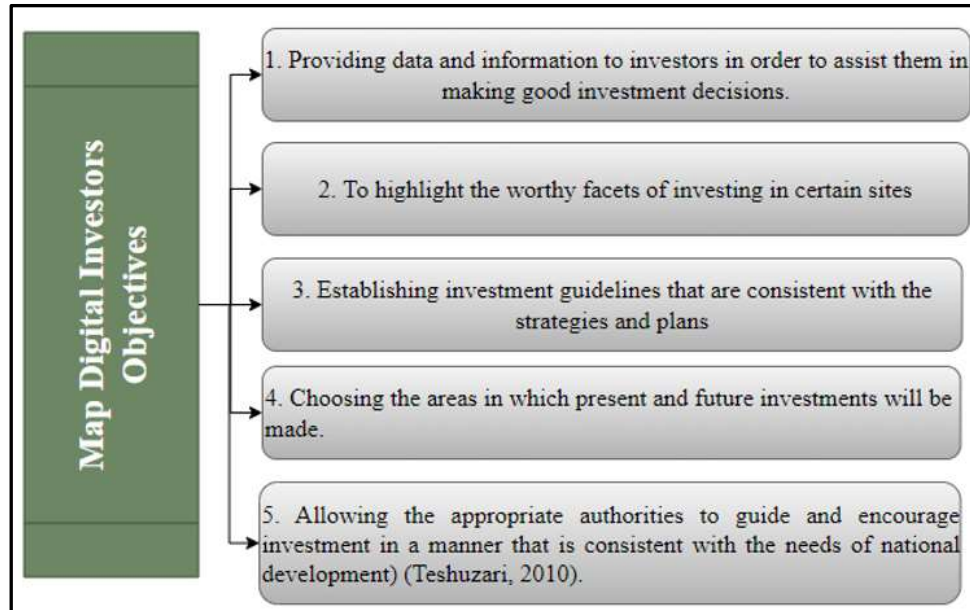 Map Digital Investors
Objectives
1. Providing data and information to investors in order to assist them in
making good investment decisions.
2. To highlight the worthy facets of investing in certain sites
3. Establishing investment guidelines that are consistent with the
strategies and plans
4. Choosing the areas in which present and future investments will be
made.
5. Allowing the appropriate authorities to guide and encourage
investment in a manner that is consistent with the needs of national
development) (Teshuzari, 2010).